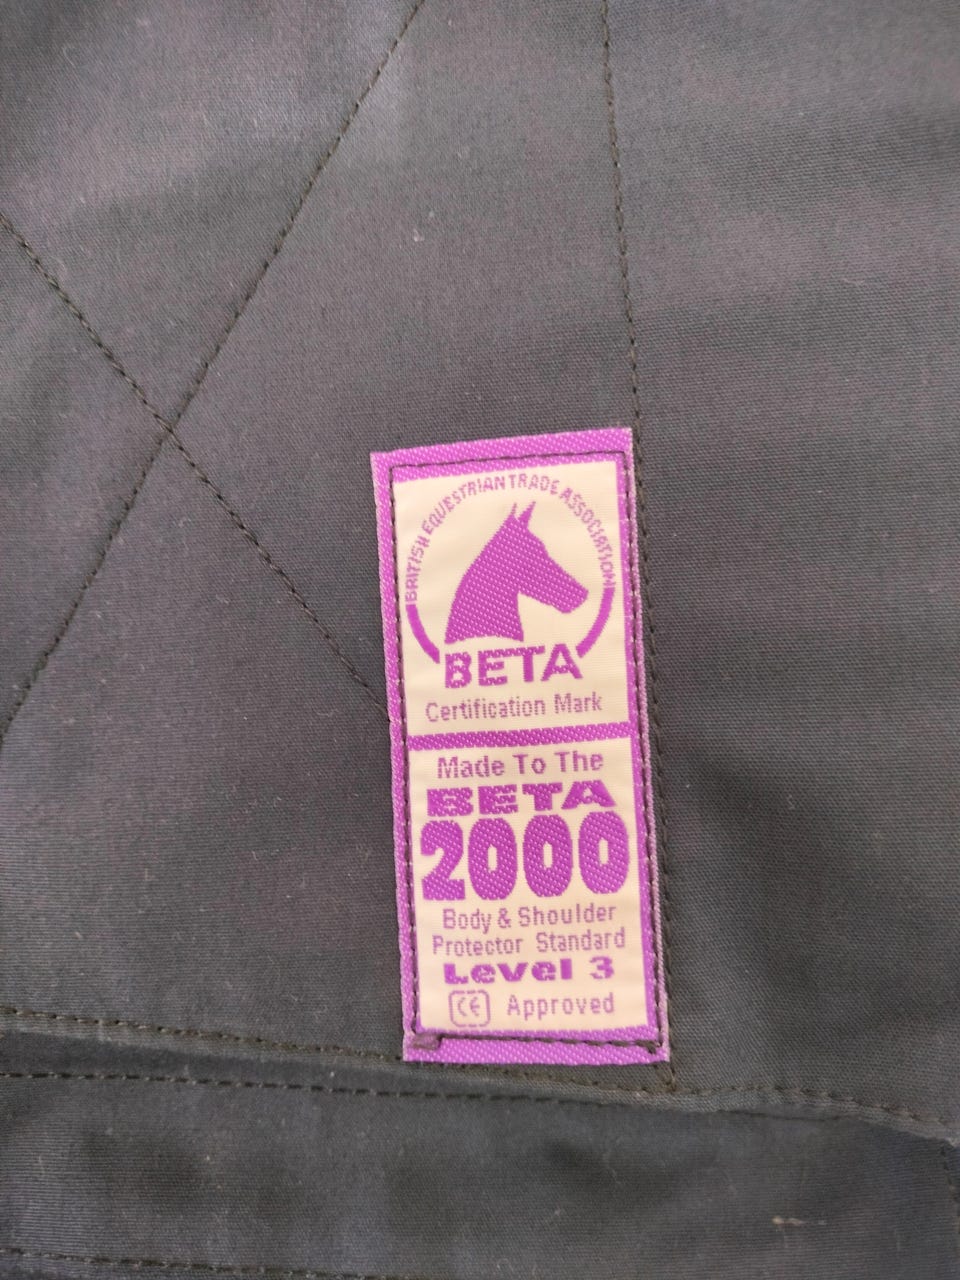 BRITISH EQUESTRIAN TRADE ASSOCIATION
BETA
Certification Mark
Made To The
BETA
2000
Body & Shoulder
Protector Standard
Level 3
CE Approved